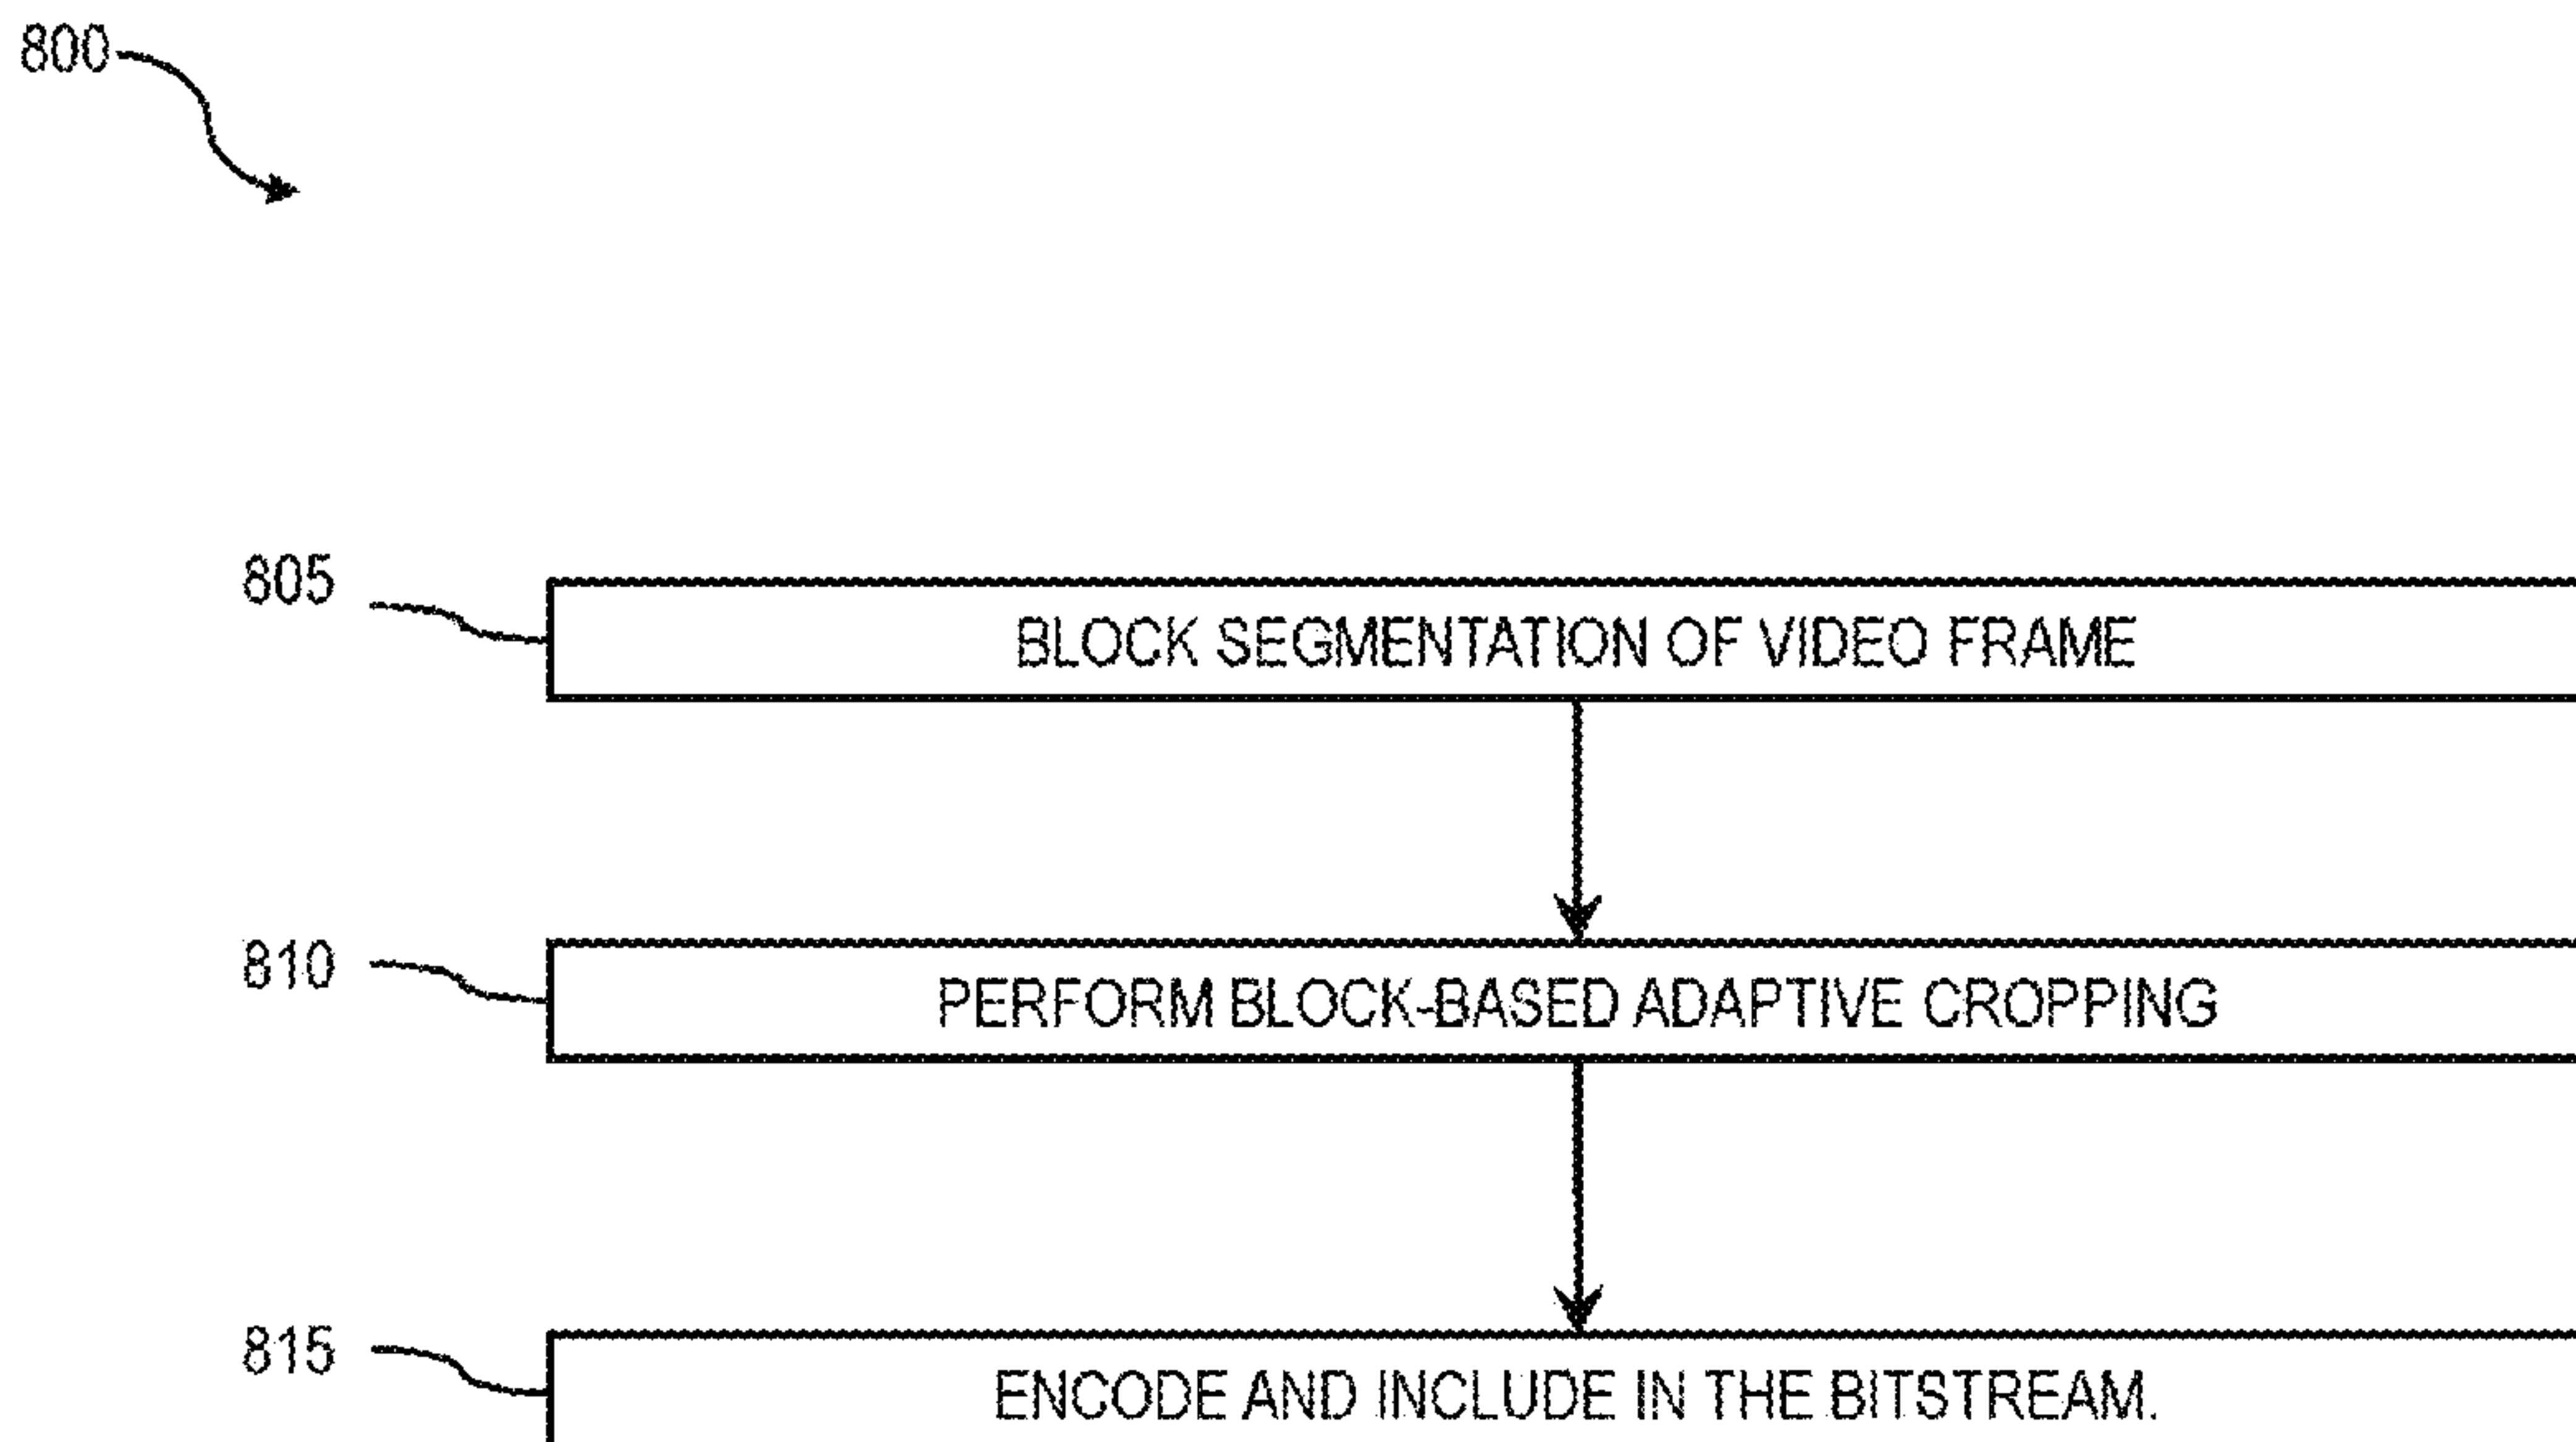 800
805
BLOCK SEGMENTATION OF VIDEO FRAME
810
PERFORM BLOCK-BASED ADAPTIVE CROPPING
815
ENCODE AND INCLUDE IN THE BITSTREAM.